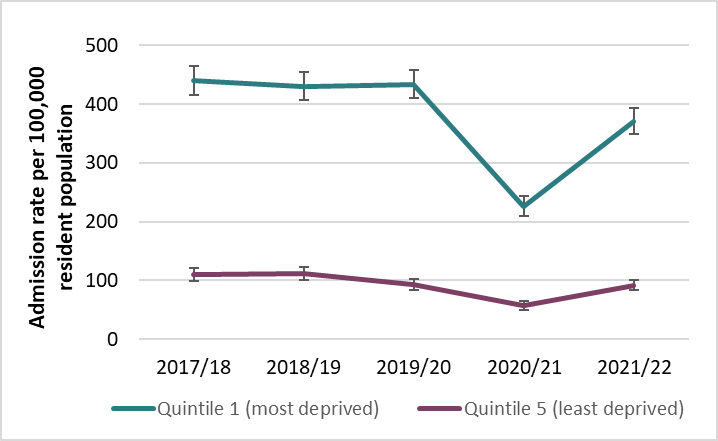 Admission rate per 100,000
resident population
500
400
300
200
100
0
2017/18 2018/19 2019/20 2020/21 2021/22
Quintile 1 (most deprived) Quintile 5 (least deprived)